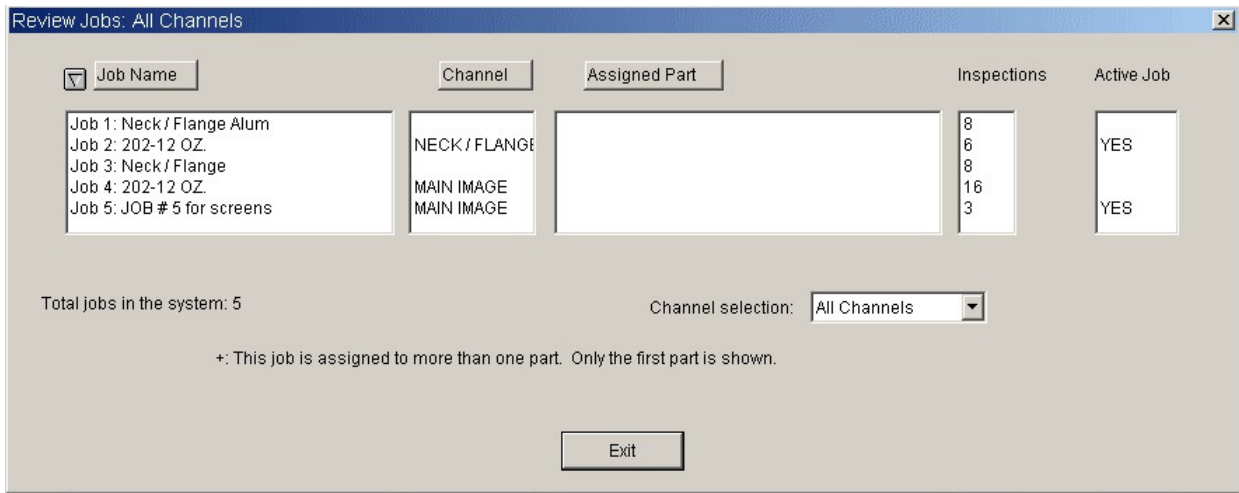 Review Jobs: All Channels
Job Name Channel Assigned Part Inspections Active Job
Job 1: Neck / Flange Alum 8
Job 2: 202-12 OZ. NECK / FLANGE 6 YES
Job 3: Neck / Flange 8
Job 4: 202-12 OZ. MAIN IMAGE 16
Job 5: JOB # 5 for screens MAIN IMAGE 3 YES
Total jobs in the system: 5 Channel selection: All Channels
+: This job is assigned to more than one part. Only the first part is shown.
Exit